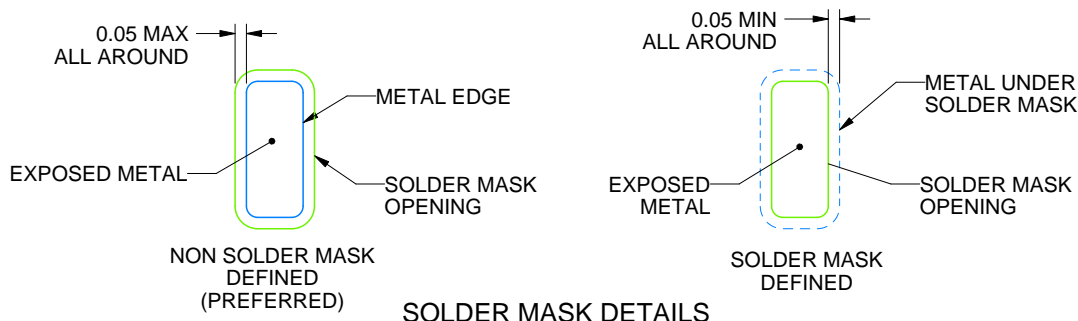 0.05 MAX
ALL AROUND
METAL EDGE
EXPOSED METAL
SOLDER MASK
OPENING
NON SOLDER MASK
DEFINED
(PREFERRED)
0.05 MIN
ALL AROUND
METAL UNDER
SOLDER MASK
EXPOSED
METAL
SOLDER MASK
OPENING
SOLDER MASK
DEFINED
SOLDER MASK DETAILS